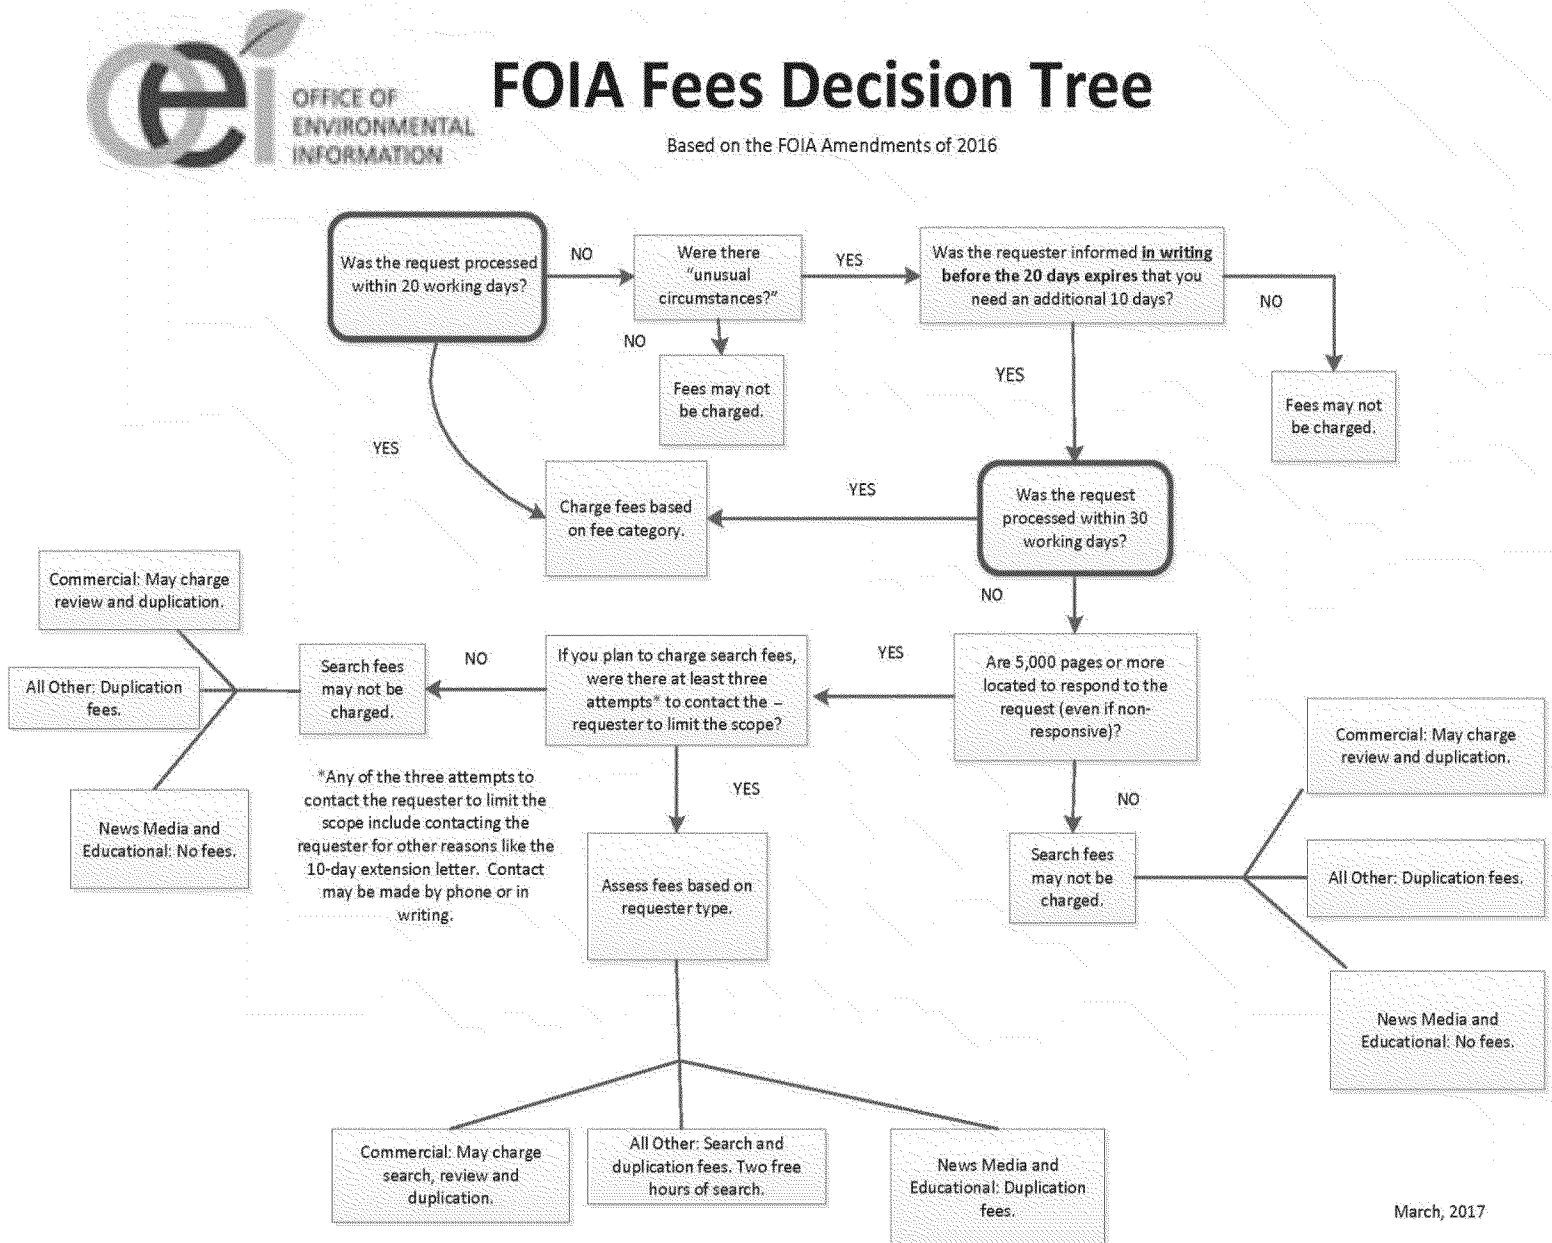 oei
OFFICE OF
ENVIRONMENTAL
INFORMATION
FOIA Fees Decision Tree
Based on the FOIA Amendments of 2016
Was the request processed
within 20 working days?
NO
Were there
"unusual
circumstances?"
YES
Was the requester informed in writing
before the 20 days expires that you
need an additional 10 days?
NO
NO
Fees may not
be charged.
YES
Fees may not
be charged.
YES
Charge fees based
on fee category.
YES
Was the request
processed within 30
working days?
NO
Commercial: May charge
review and duplication.
All Other: Duplication
fees.
News Media and
Educational: No fees.
Search fees
may not be
charged.
NO
If you plan to charge search fees,
were there at least three
attempts* to contact the –
requester to limit the scope?
YES
Are 5,000 pages or more
located to respond to the
request (even if non-
responsive)?
*Any of the three attempts to
contact the requester to limit the
scope include contacting the
requester for other reasons like the
10-day extension letter. Contact
may be made by phone or in
writing.
YES
NO
Assess fees based on
requester type.
Search fees
may not be
charged.
Commercial: May charge
review and duplication.
All Other: Duplication fees.
News Media and
Educational: No fees.
Commercial: May charge
search, review and
duplication.
All Other: Search and
duplication fees. Two free
hours of search.
News Media and
Educational: Duplication
fees.
March, 2017